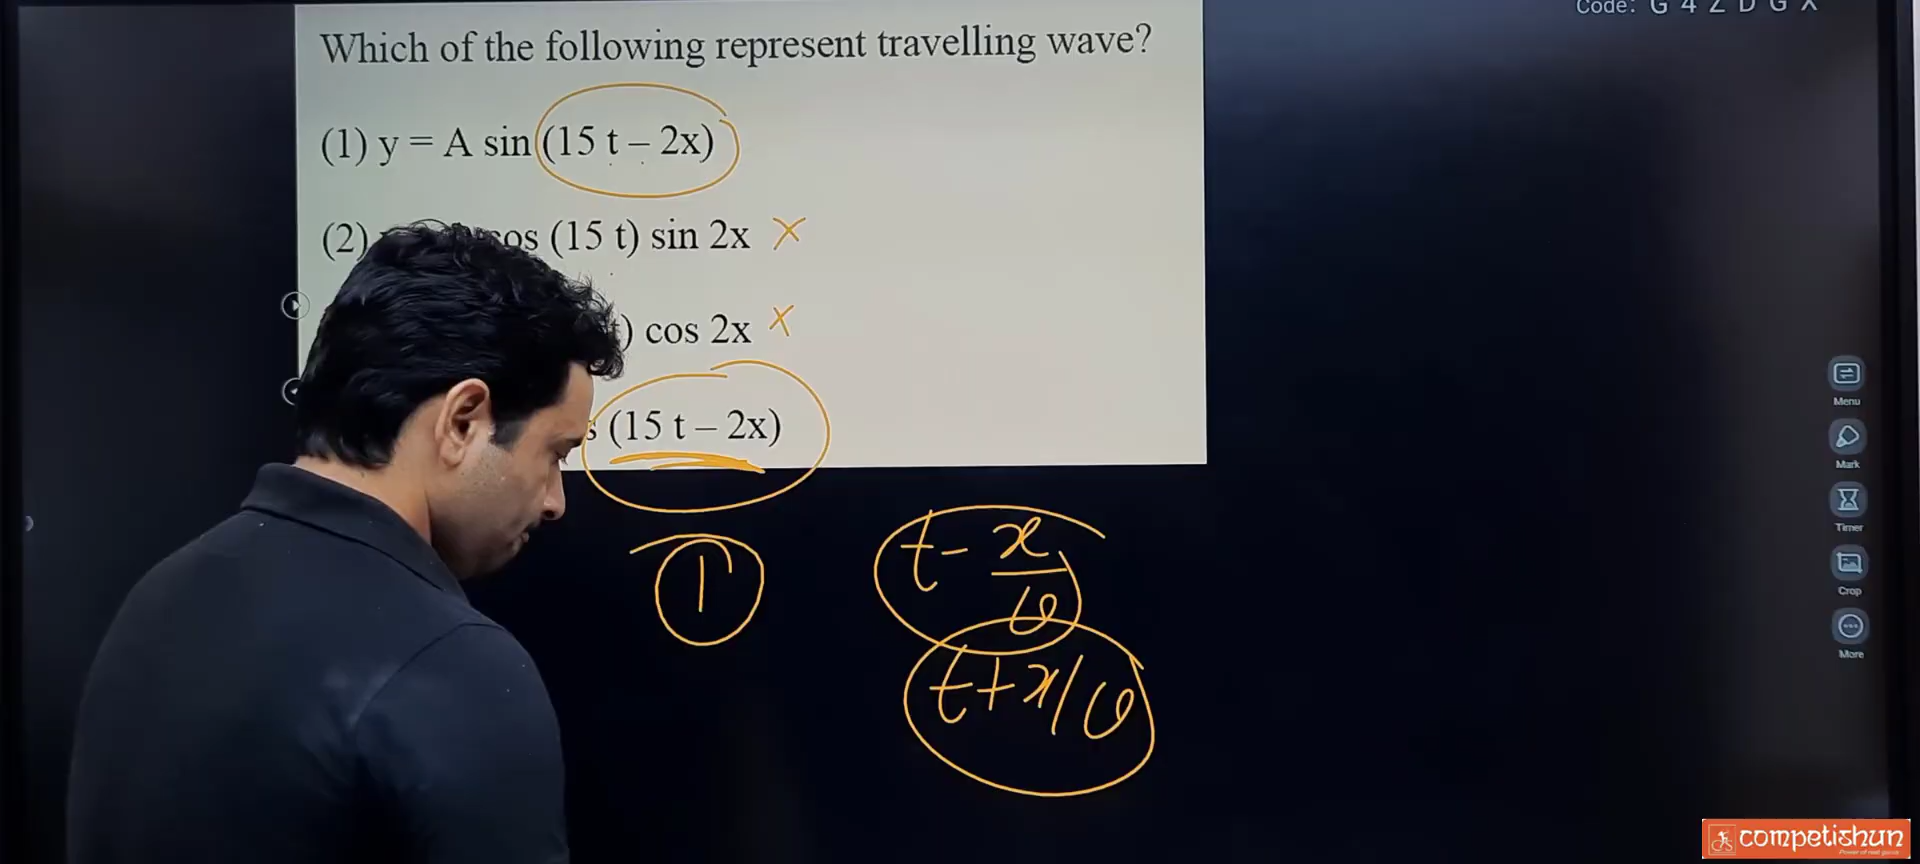 Code: G 4 Z D G X
Which of the following represent travelling wave?
(1) y = A sin (15 t – 2x)
(2) cos (15 t) sin 2x ×
) cos 2x ×
s (15 t – 2x)
1
t - x/v
t + x/v
Menu
Mark
Timer
Crop
More
competishun